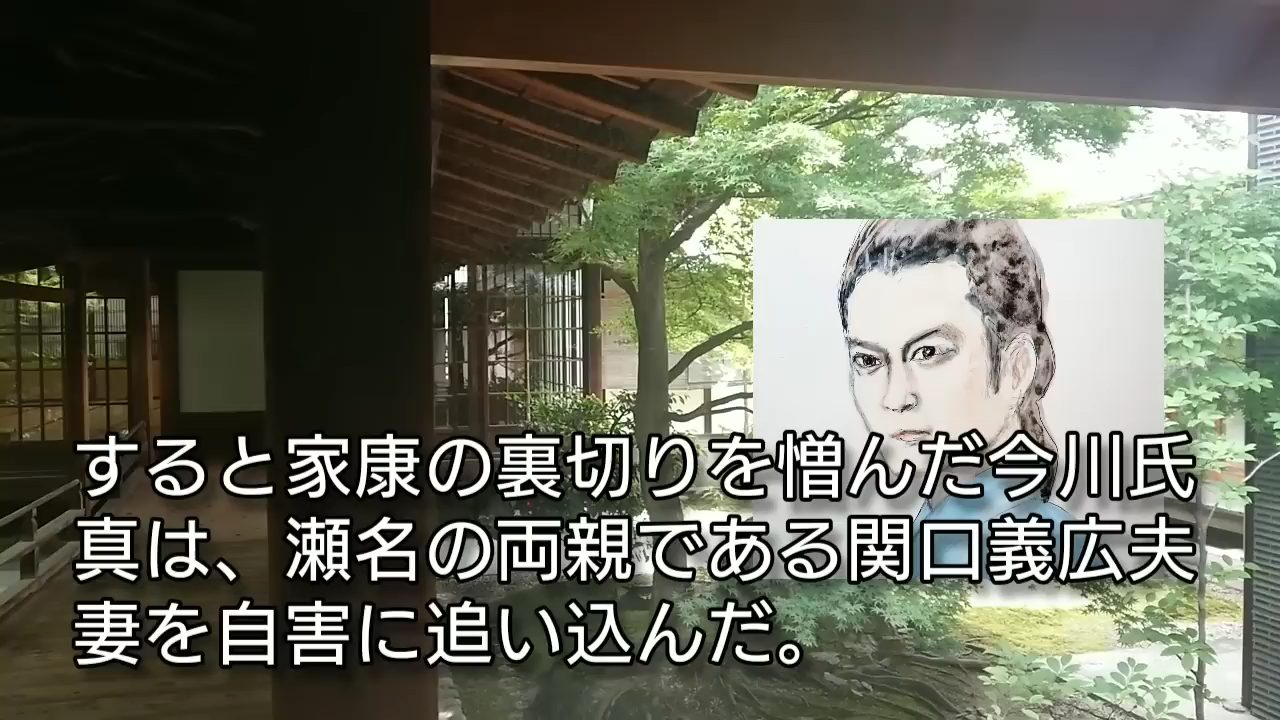 すると家康の裏切りを憎んだ今川氏
真は、瀬名の両親である関口義広夫
妻を自害に追い込んだ。